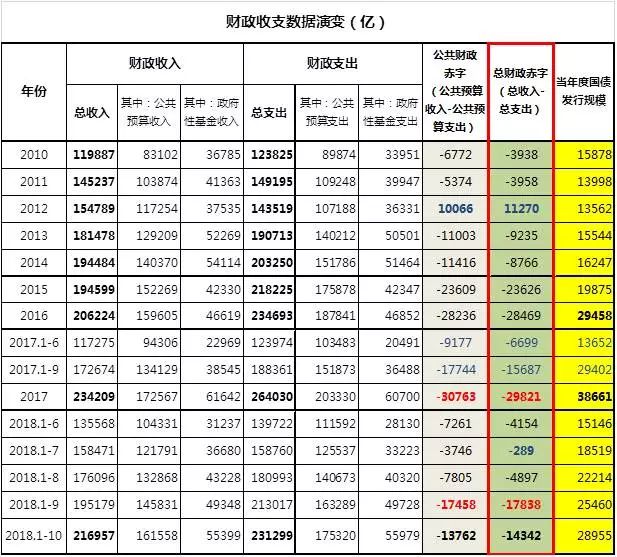 财政收支数据演变（亿）
年份 财政收入 财政支出 公共财政赤字（公共预算收入-公共预算支出） 总财政赤字（总收入-总支出） 当年度国债发行规模
总收入 其中：公共预算收入 其中：政府性基金收入 总支出 其中：公共预算支出 其中：政府性基金支出
2010 119887 83102 36785 123825 89874 33951 -6772 -3938 15878
2011 145237 103874 41363 149195 109248 39947 -5374 -3958 13998
2012 154789 117254 37535 143519 107188 36331 10066 11270 13562
2013 181478 129209 52269 190713 140212 50501 -11003 -9235 15544
2014 194484 140370 54114 203250 151786 51464 -11416 -8766 16247
2015 194599 152269 42330 218225 175878 42347 -23609 -23626 19875
2016 206224 159605 46619 234693 187841 46852 -28236 -28469 29458
2017.1-6 117275 94306 22969 123974 103483 20491 -9177 -6699 13652
2017.1-9 172674 134129 38545 188361 151873 36488 -17744 -15687 29402
2017 234209 172567 61642 264030 203330 60700 -30763 -29821 38661
2018.1-6 135568 104331 31237 139722 111592 28130 -7261 -4154 15146
2018.1-7 158471 121791 36680 158760 125537 33223 -3746 -289 18519
2018.1-8 176096 132868 43228 180993 140673 40320 -7805 -4897 22214
2018.1-9 195179 145831 49348 213017 163289 49728 -17458 -17838 25460
2018.1-10 216957 161558 55399 231299 175320 55979 -13762 -14342 28955